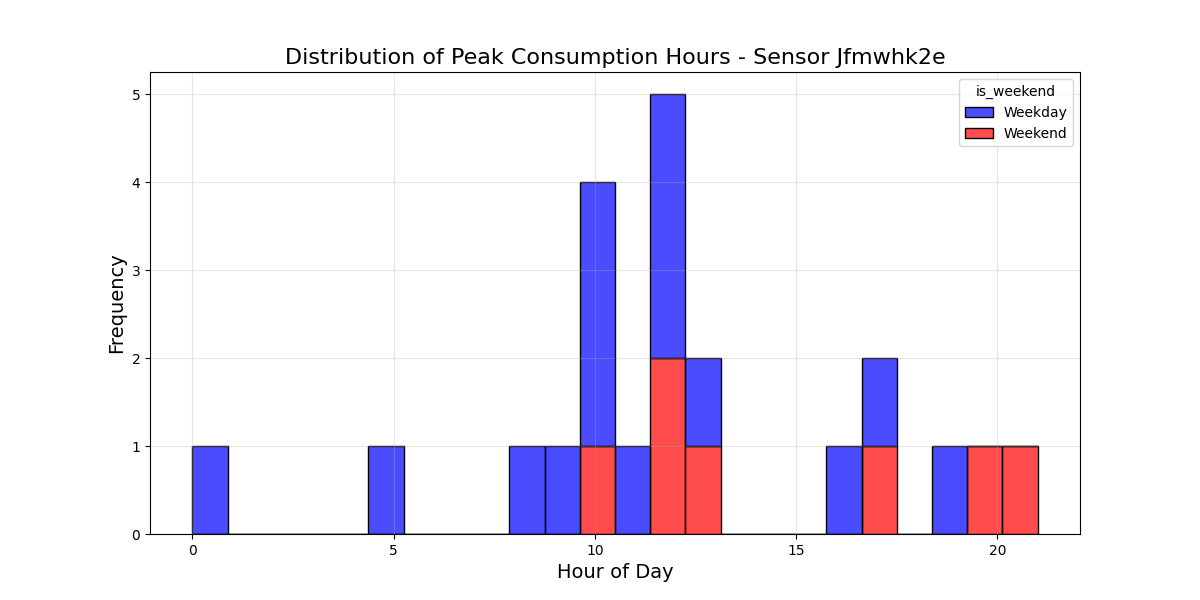 Distribution of Peak Consumption Hours - Sensor Jfmwhk2e
is_weekend
Weekday
Weekend
Frequency
5
4
3
2
1
0
0 5 10 15 20
Hour of Day